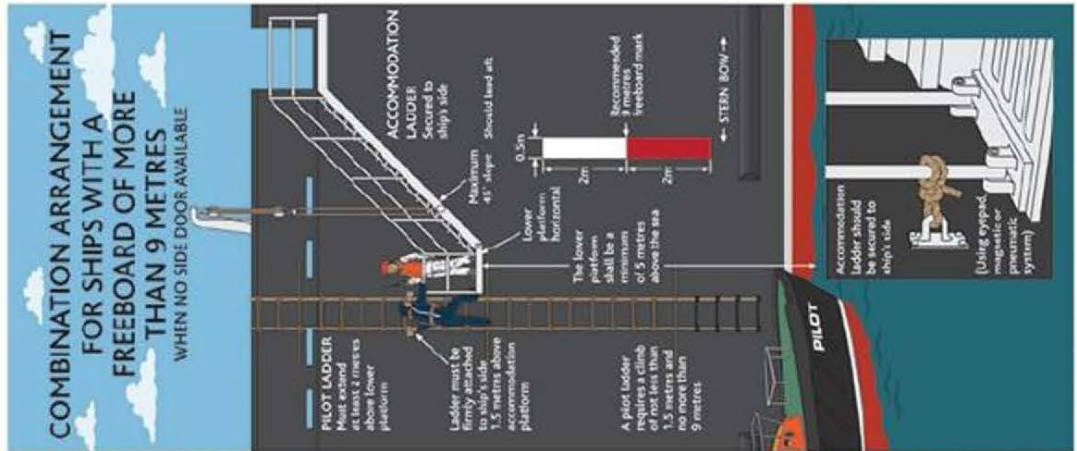 COMBINATION ARRANGEMENT
FOR SHIPS WITH A
FREEBOARD OF MORE
THAN 9 METRES
WHEN NO SIDE DOOR AVAILABLE
PILOT LADDER
Must extend
at least 2 metres
above lower
platform
Ladder must be
firmly attached
to ship's side
1.5 metres above
accommodation
platform
A pilot ladder
requires a climb
of not less than
1.5 metres and
no more than
9 metres
ACCOMMODATION
LADDER
Secured to
ship's side
Should lead aft
Maximum
45° slope
Lower
platform
horizontal
The lower
platform
shall be a
minimum
of 5 metres
above the sea
0.5m
2m
2m
Recommended
9 metres
freeboard mark
STERN BOW
PILOT
Accommodation
ladder should
be secured to
ship's side
(Using eyepad,
magnetic or
pneumatic
system)